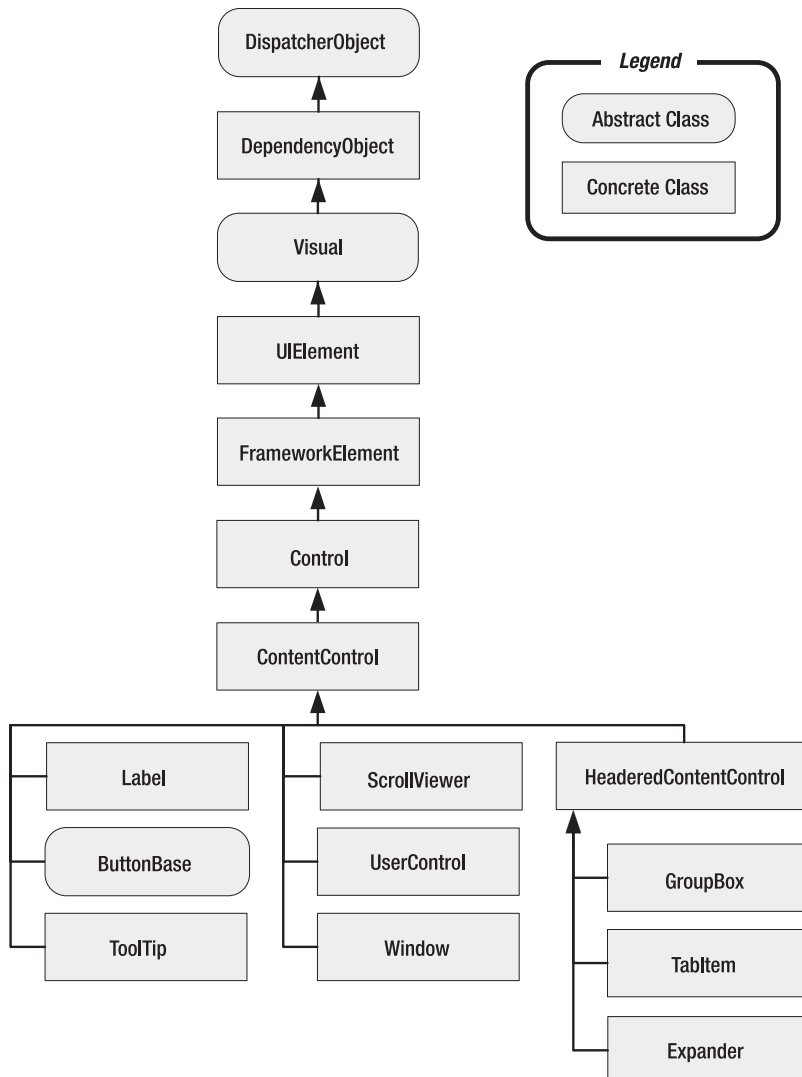 DispatcherObject
Legend
Abstract Class
DependencyObject
Concrete Class
Visual
UIElement
FrameworkElement
Control
ContentControl
Label
ScrollViewer
HeaderedContentControl
ButtonBase
UserControl
GroupBox
ToolTip
Window
TabItem
Expander